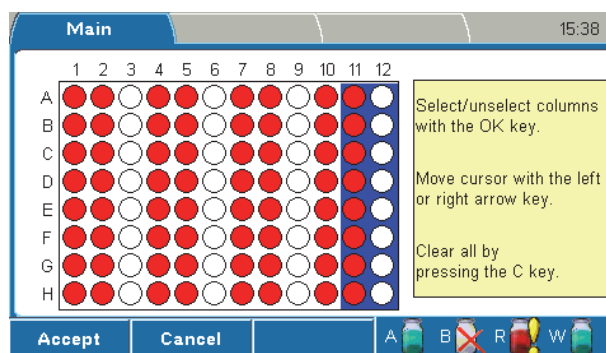 Main 15:38
1 2 3 4 5 6 7 8 9 10 11 12
A
B
C
D
E
F
G
H
Select/unselect columns
with the OK key.
Move cursor with the left
or right arrow key.
Clear all by
pressing the C key.
Accept Cancel A B R W